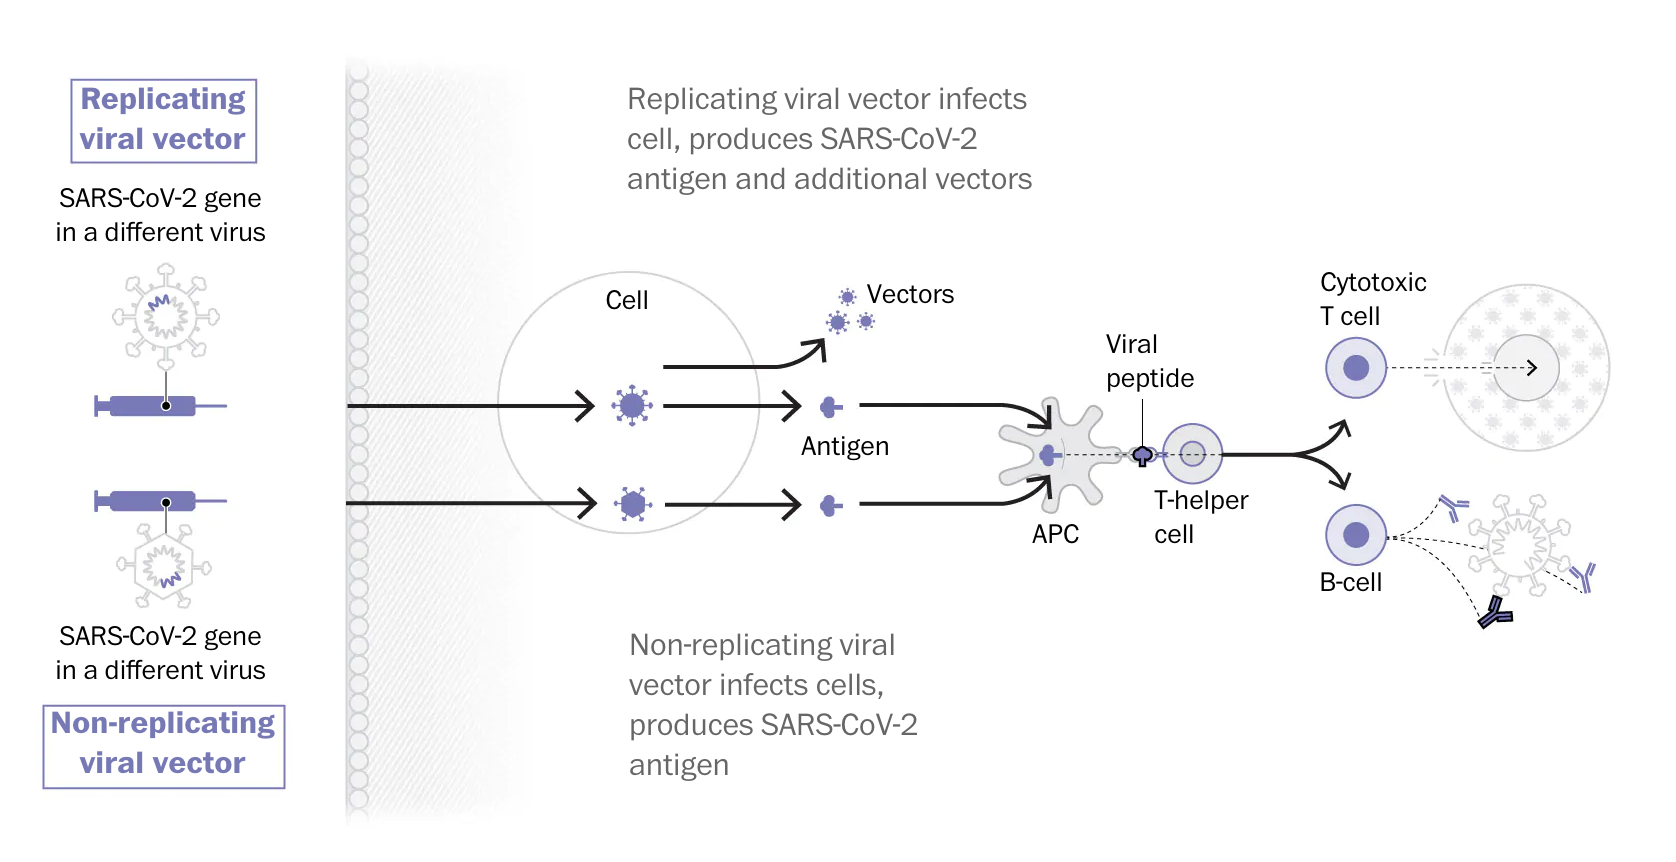 Replicating
viral vector
SARS-CoV-2 gene
in a different virus
Replicating viral vector infects
cell, produces SARS-CoV-2
antigen and additional vectors
Cell
Vectors
Antigen
Viral
peptide
APC
T-helper
cell
Cytotoxic
T cell
B-cell
SARS-CoV-2 gene
in a different virus
Non-replicating
viral vector
Non-replicating viral
vector infects cells,
produces SARS-CoV-2
antigen